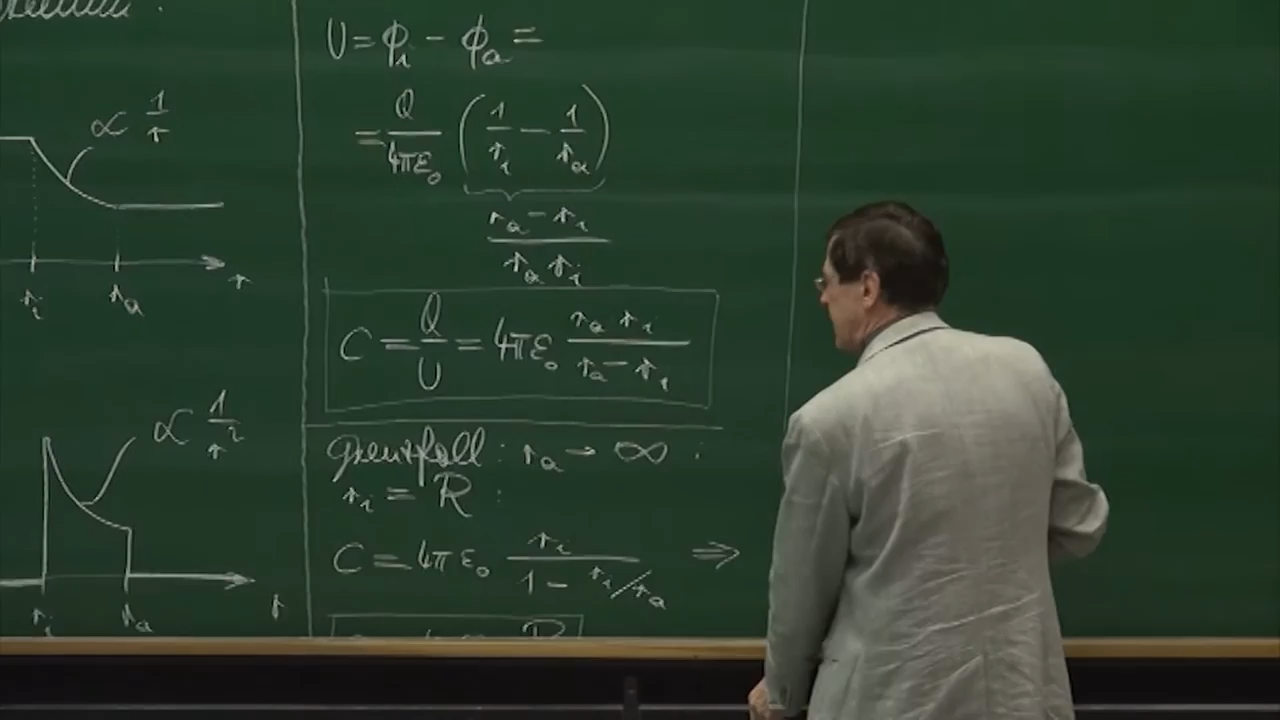 ∝ 1/r
r_i r_a r
∝ 1/r²
r_i r_a r
U = ϕ_i - ϕ_a =
= Q/4πε₀ (1/r_i - 1/r_a)
r_a - r_i / r_a r_i
C = Q/U = 4πε₀ r_a r_i / r_a - r_i
Grenzfall: r_a → ∞ :
r_i = R :
C = 4πε₀ r_i / 1 - r_i/r_a ⇒